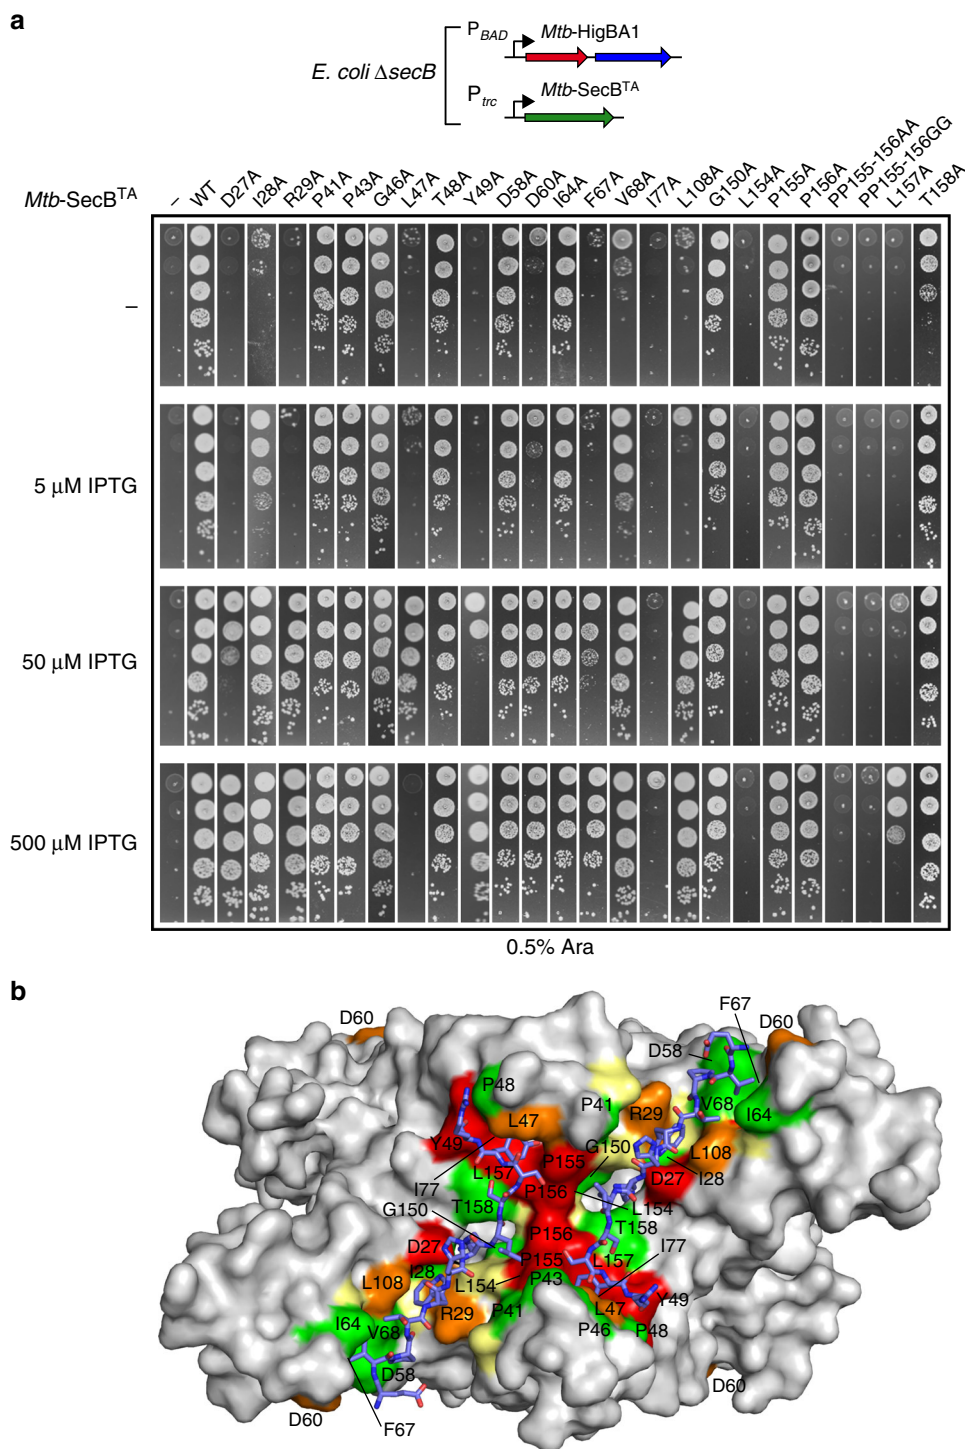 a
P_BAD Mtb-HigBA1
E. coli ΔsecB
P_trc Mtb-SecB^TA
Mtb-SecB^TA
– WT D27A I28A R29A P41A P43A G46A L47A T48A Y49A D58A D60A I64A F67A V68A I77A L108A G150A L154A P155A P156A PP155-156AA PP155-156GG L157A T158A
–
5 μM IPTG
50 μM IPTG
500 μM IPTG
0.5% Ara
b
F67
D60 D60
D58
P48 P41 V68
L47 R29 I64
Y49 G150 L108
P155
L157 D27 I28
I77 P156 L154
G150 T158 T158
P156 I77
D27 L157
I28 P155
L108 L154 P43 Y49
R29 P41 L47
I64 V68 P46 P48
D58
D60 D60
F67